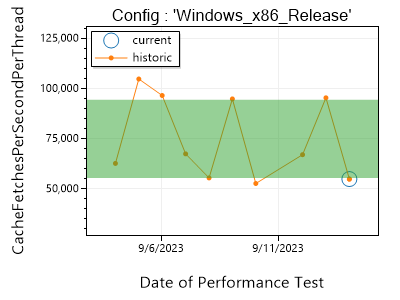 Config : 'Windows_x86_Release'
CacheFetchesPerSecondPerThread
125,000
100,000
75,000
50,000
current
historic
9/6/2023
9/11/2023
Date of Performance Test